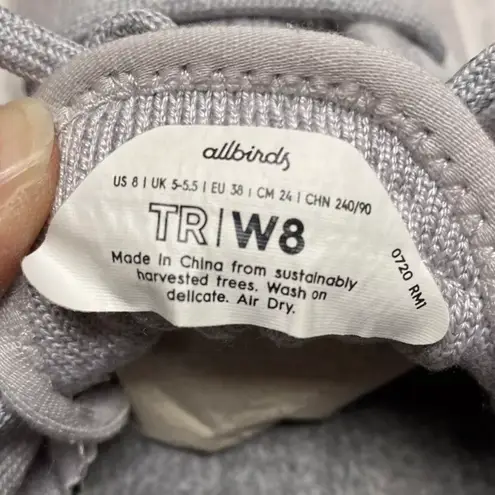 allbirds
US 8 | UK 5-5.5 | EU 38 | CM 24 | CHN 240/90
TR|W8
Made in China from sustainably
harvested trees. Wash on
delicate. Air Dry.
0720 RM1